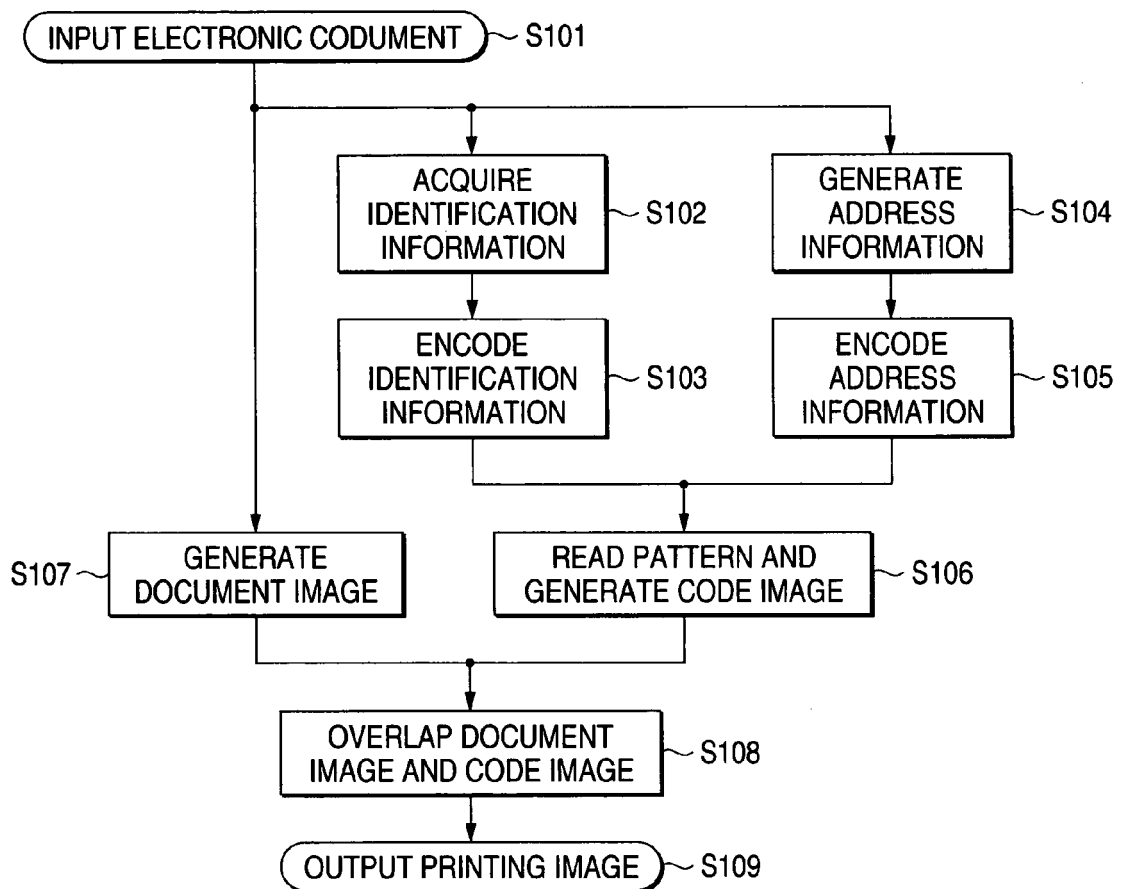 INPUT ELECTRONIC CODUMENT
S101
ACQUIRE
IDENTIFICATION
INFORMATION
S102
GENERATE
ADDRESS
INFORMATION
S104
ENCODE
IDENTIFICATION
INFORMATION
S103
ENCODE
ADDRESS
INFORMATION
S105
S107
GENERATE
DOCUMENT IMAGE
READ PATTERN AND
GENERATE CODE IMAGE
S106
OVERLAP DOCUMENT
IMAGE AND CODE IMAGE
S108
OUTPUT PRINTING IMAGE
S109